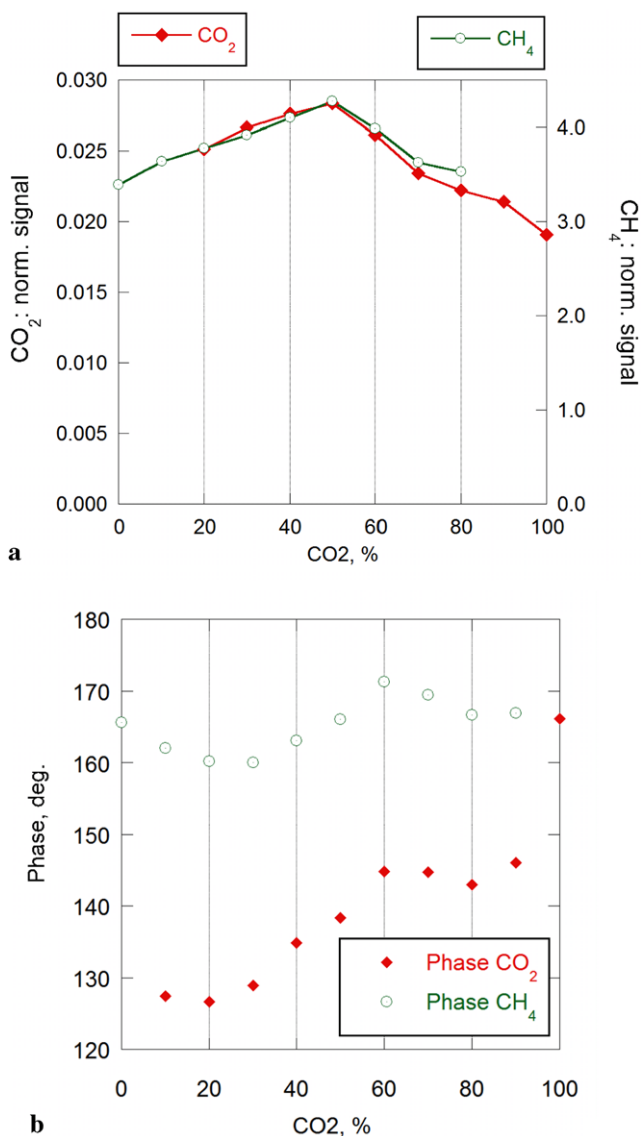 CO2
CH4
0.030
0.025
0.020
0.015
0.010
0.005
0.000
CO2: norm. signal
4.0
3.0
2.0
1.0
0.0
CH4: norm. signal
0 20 40 60 80 100
CO2, %
a
180
170
160
150
140
130
120
Phase, deg.
Phase CO2
Phase CH4
0 20 40 60 80 100
CO2, %
b